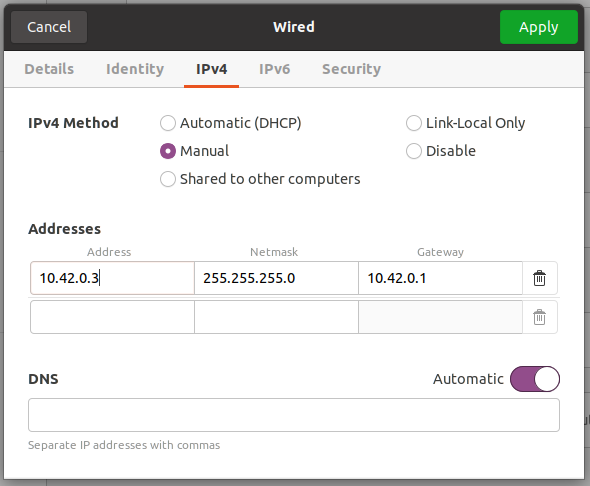 Cancel Wired Apply
Details Identity IPv4 IPv6 Security
IPv4 Method Automatic (DHCP) Link-Local Only
Manual Disable
Shared to other computers
Addresses
Address Netmask Gateway
10.42.0.3 255.255.255.0 10.42.0.1
DNS Automatic
Separate IP addresses with commas